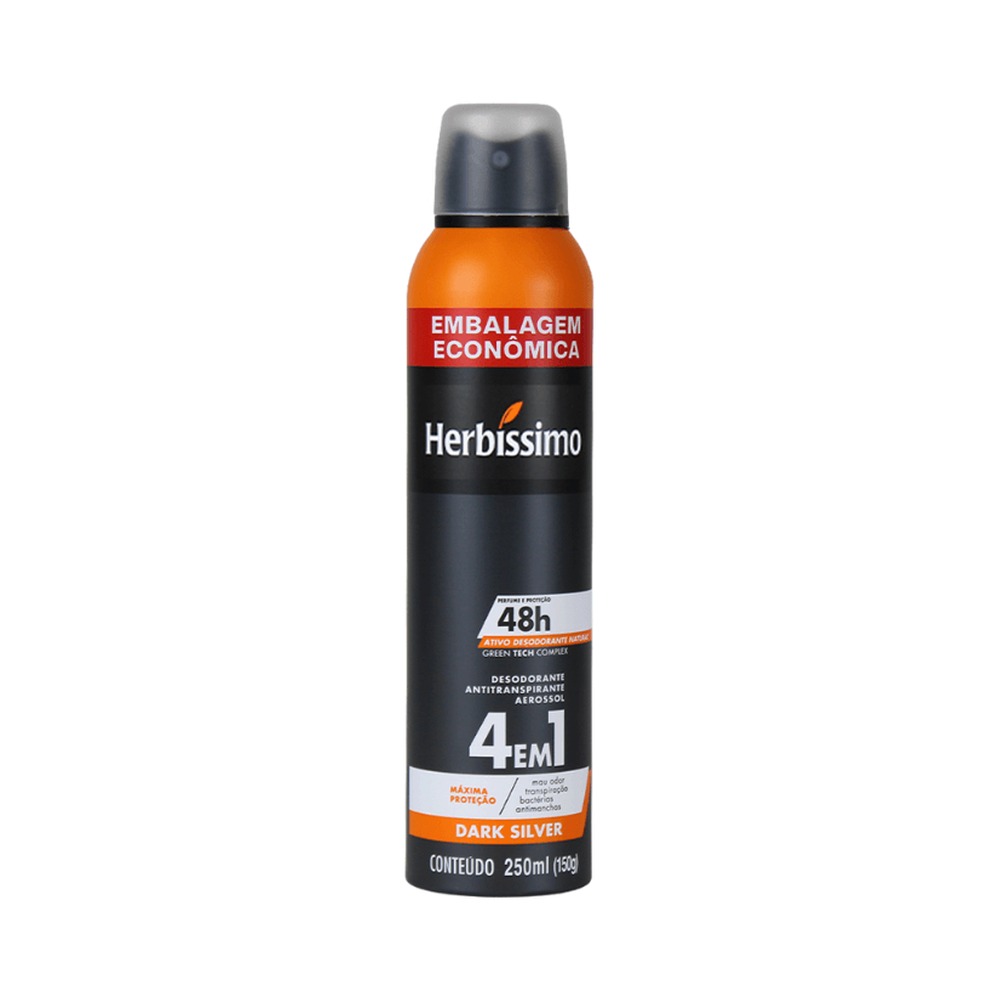 EMBALAGEM
ECONÔMICA
Herbíssimo
PERFUME E PROTEÇÃO
48h
ATIVO DESODORANTE NATURAL
GREEN TECH COMPLEX
DESODORANTE
ANTITRANSPIRANTE
AEROSSOL
4EM1
MÁXIMA
PROTEÇÃO
mau odor
transpiração
bactérias
antimanchas
DARK SILVER
CONTEÚDO 250ml (150g)